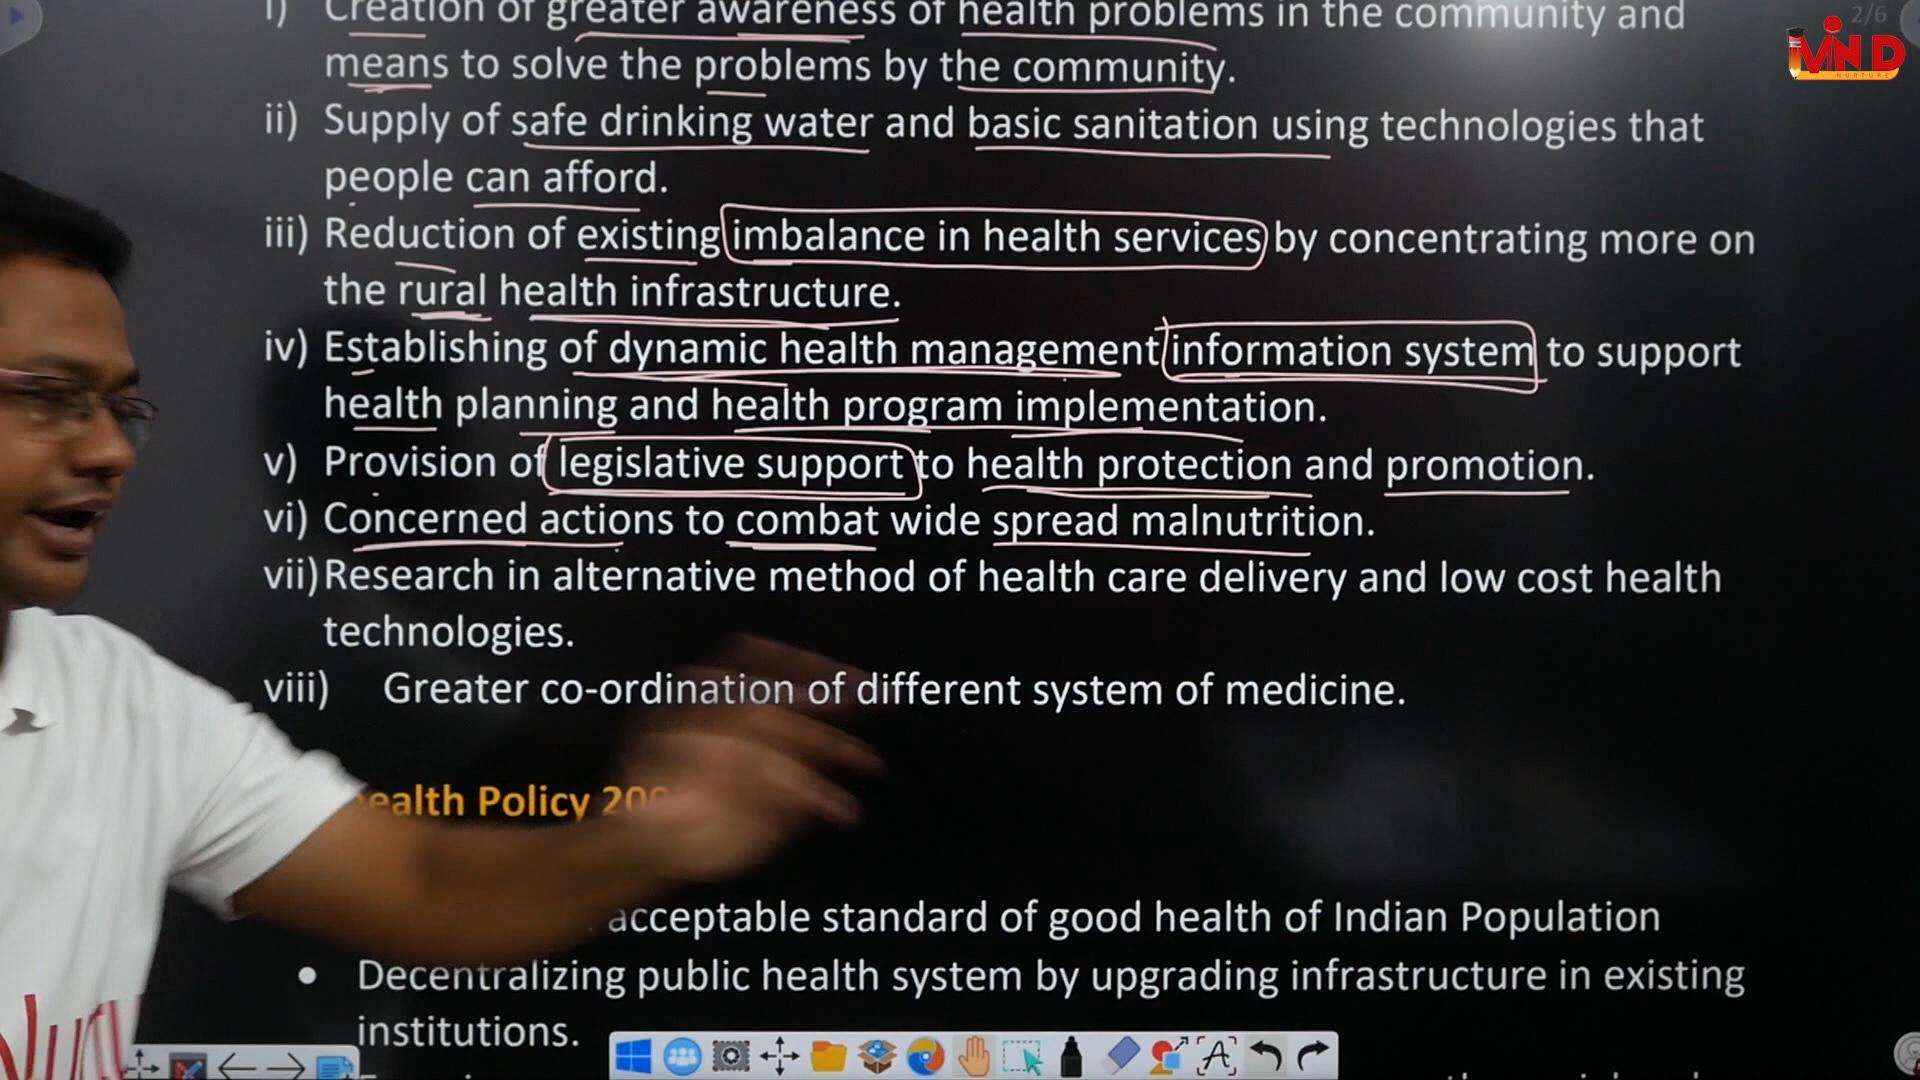 i) Creation of greater awareness of health problems in the community and
means to solve the problems by the community.
ii) Supply of safe drinking water and basic sanitation using technologies that
people can afford.
iii) Reduction of existing imbalance in health services by concentrating more on
the rural health infrastructure.
iv) Establishing of dynamic health management information system to support
health planning and health program implementation.
v) Provision of legislative support to health protection and promotion.
vi) Concerned actions to combat wide spread malnutrition.
vii) Research in alternative method of health care delivery and low cost health
technologies.
viii) Greater co-ordination of different system of medicine.
Policy
acceptable standard of good health of Indian Population
• Decentralizing public health system by upgrading infrastructure in existing
institutions.
2/6
MIND
NURTURE